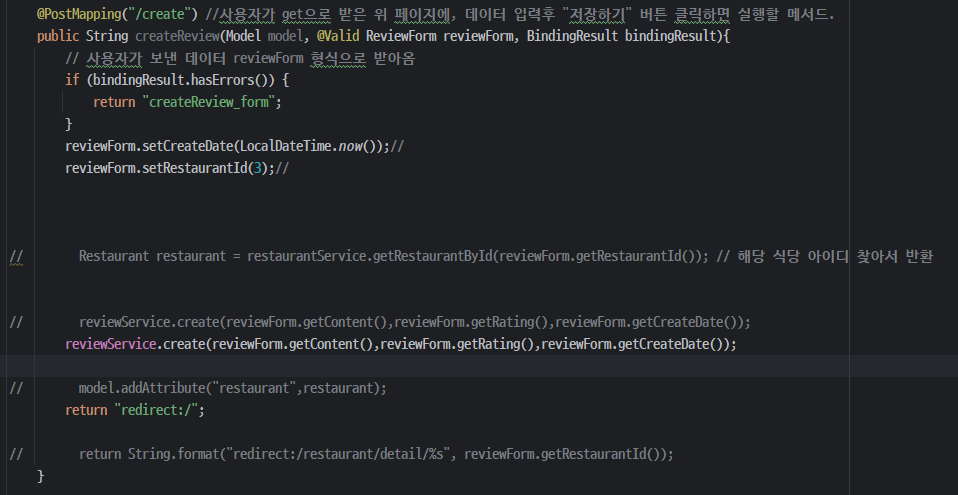 @PostMapping("/create") //사용자가 get으로 받은 위 페이지에, 데이터 입력후 "저장하기" 버튼 클릭하면 실행할 메서드.
public String createReview(Model model, @Valid ReviewForm reviewForm, BindingResult bindingResult){
// 사용자가 보낸 데이터 reviewForm 형식으로 받아옴
if (bindingResult.hasErrors()) {
return "createReview_form";
}
reviewForm.setCreateDate(LocalDateTime.now());//
reviewForm.setRestaurantId(3);//
// Restaurant restaurant = restaurantService.getRestaurantById(reviewForm.getRestaurantId()); // 해당 식당 아이디 찾아서 반환
// reviewService.create(reviewForm.getContent(),reviewForm.getRating(),reviewForm.getCreateDate());
reviewService.create(reviewForm.getContent(),reviewForm.getRating(),reviewForm.getCreateDate());
// model.addAttribute("restaurant",restaurant);
return "redirect:/";
// return String.format("redirect:/restaurant/detail/%s", reviewForm.getRestaurantId());
}